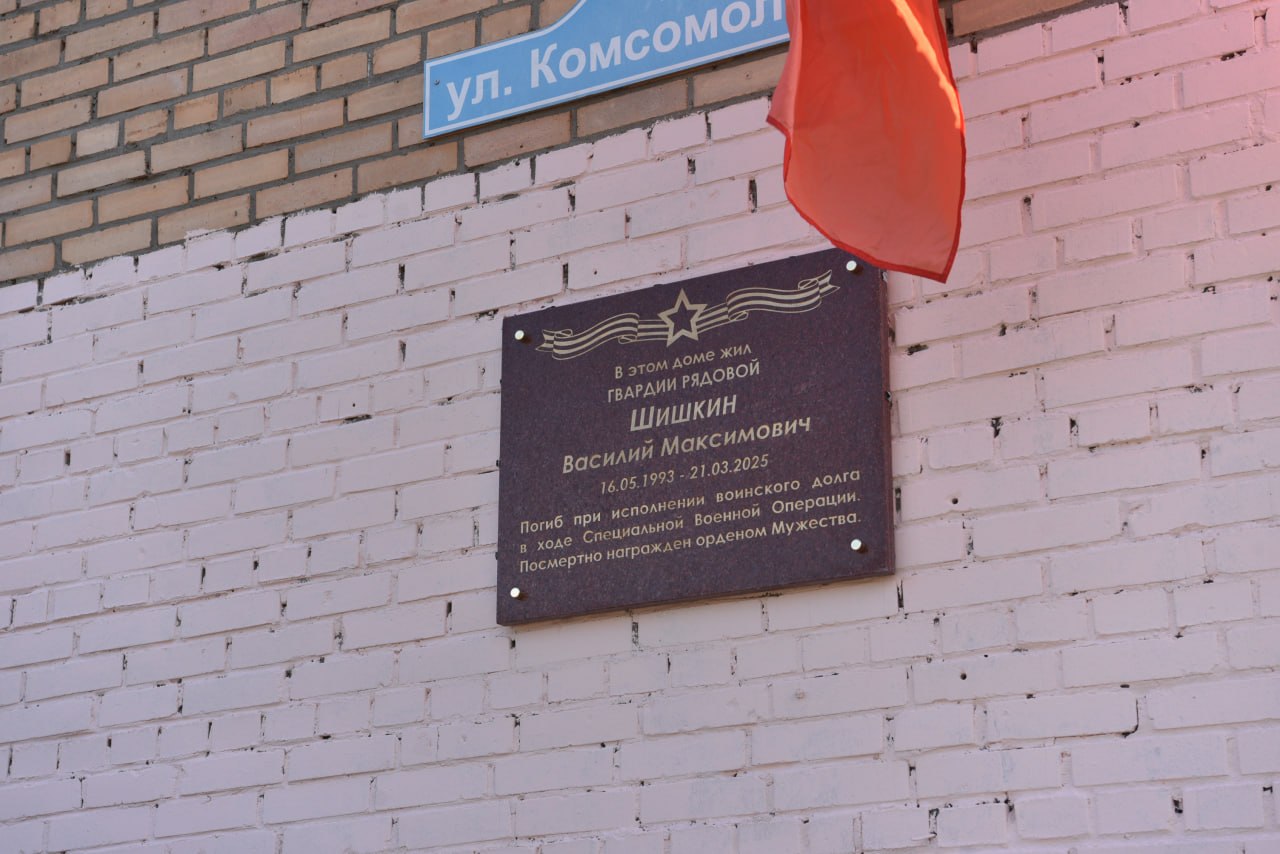 ул. Комсомол
В этом доме жил
ГВАРДИИ РЯДОВОЙ
Шишкин
Василий Максимович
16.05.1993 - 21.03.2025
Погиб при исполнении воинского долга
в ходе Специальной Военной Операции.
Посмертно награжден орденом Мужества.